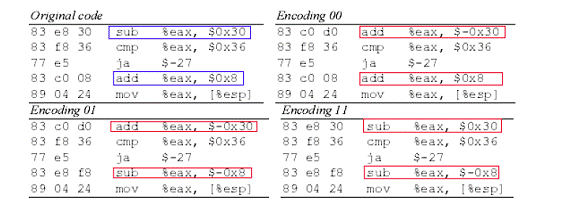 Original code
83 e8 30 sub %eax, $0x30
83 f8 36 cmp %eax, $0x36
77 e5 ja $-27
83 c0 08 add %eax, $0x8
89 04 24 mov %eax, [%esp]
Encoding 00
83 c0 d0 add %eax, $-0x30
83 f8 36 cmp %eax, $0x36
77 e5 ja $-27
83 c0 08 add %eax, $0x8
89 04 24 mov %eax, [%esp]
Encoding 01
83 c0 d0 add %eax, $-0x30
83 f8 36 cmp %eax, $0x36
77 e5 ja $-27
83 e8 f8 sub %eax, $-0x8
89 04 24 mov %eax, [%esp]
Encoding 11
83 e8 30 sub %eax, $0x30
83 f8 36 cmp %eax, $0x36
77 e5 ja $-27
83 e8 f8 sub %eax, $-0x8
89 04 24 mov %eax, [%esp]